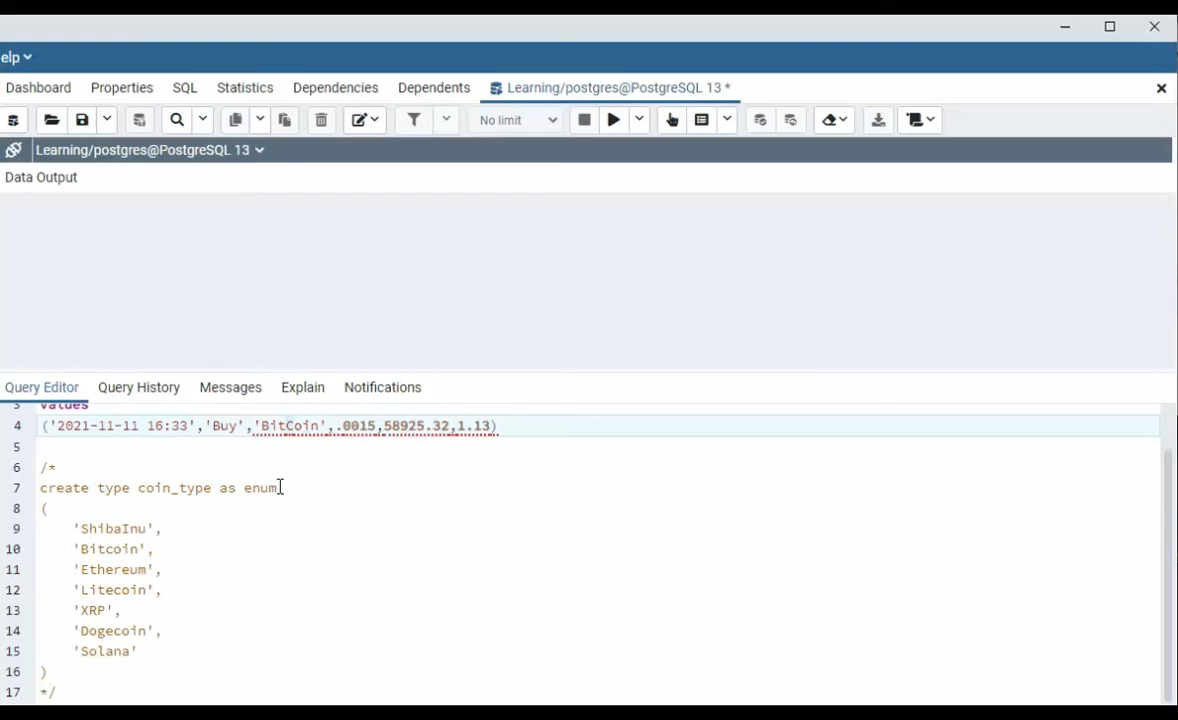 elp
Dashboard Properties SQL Statistics Dependencies Dependents Learning/postgres@PostgreSQL 13 *
No limit
Learning/postgres@PostgreSQL 13
Data Output
Query Editor Query History Messages Explain Notifications
3 values
4 ('2021-11-11 16:33','Buy','BitCoin',.0015,58925.32,1.13)
5
6 /*
7 create type coin_type as enum
8 (
9 'ShibaInu',
10 'Bitcoin',
11 'Ethereum',
12 'Litecoin',
13 'XRP',
14 'Dogecoin',
15 'Solana'
16 )
17 */